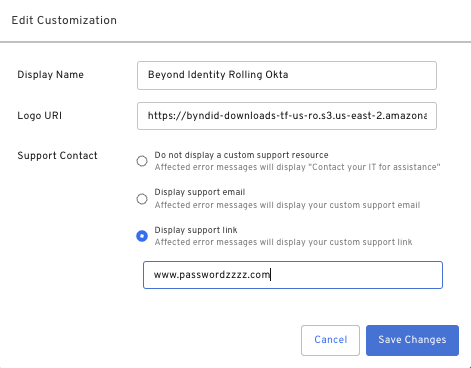 Edit Customization
Display Name
Beyond Identity Rolling Okta
Logo URI
https://byndid-downloads-tf-us-ro.s3.us-east-2.amazona
Support Contact
Do not display a custom support resource
Affected error messages will display "Contact your IT for assistance"
Display support email
Affected error messages will display your custom support email
Display support link
Affected error messages will display your custom support link
www.passwordzzzz.com
Cancel
Save Changes